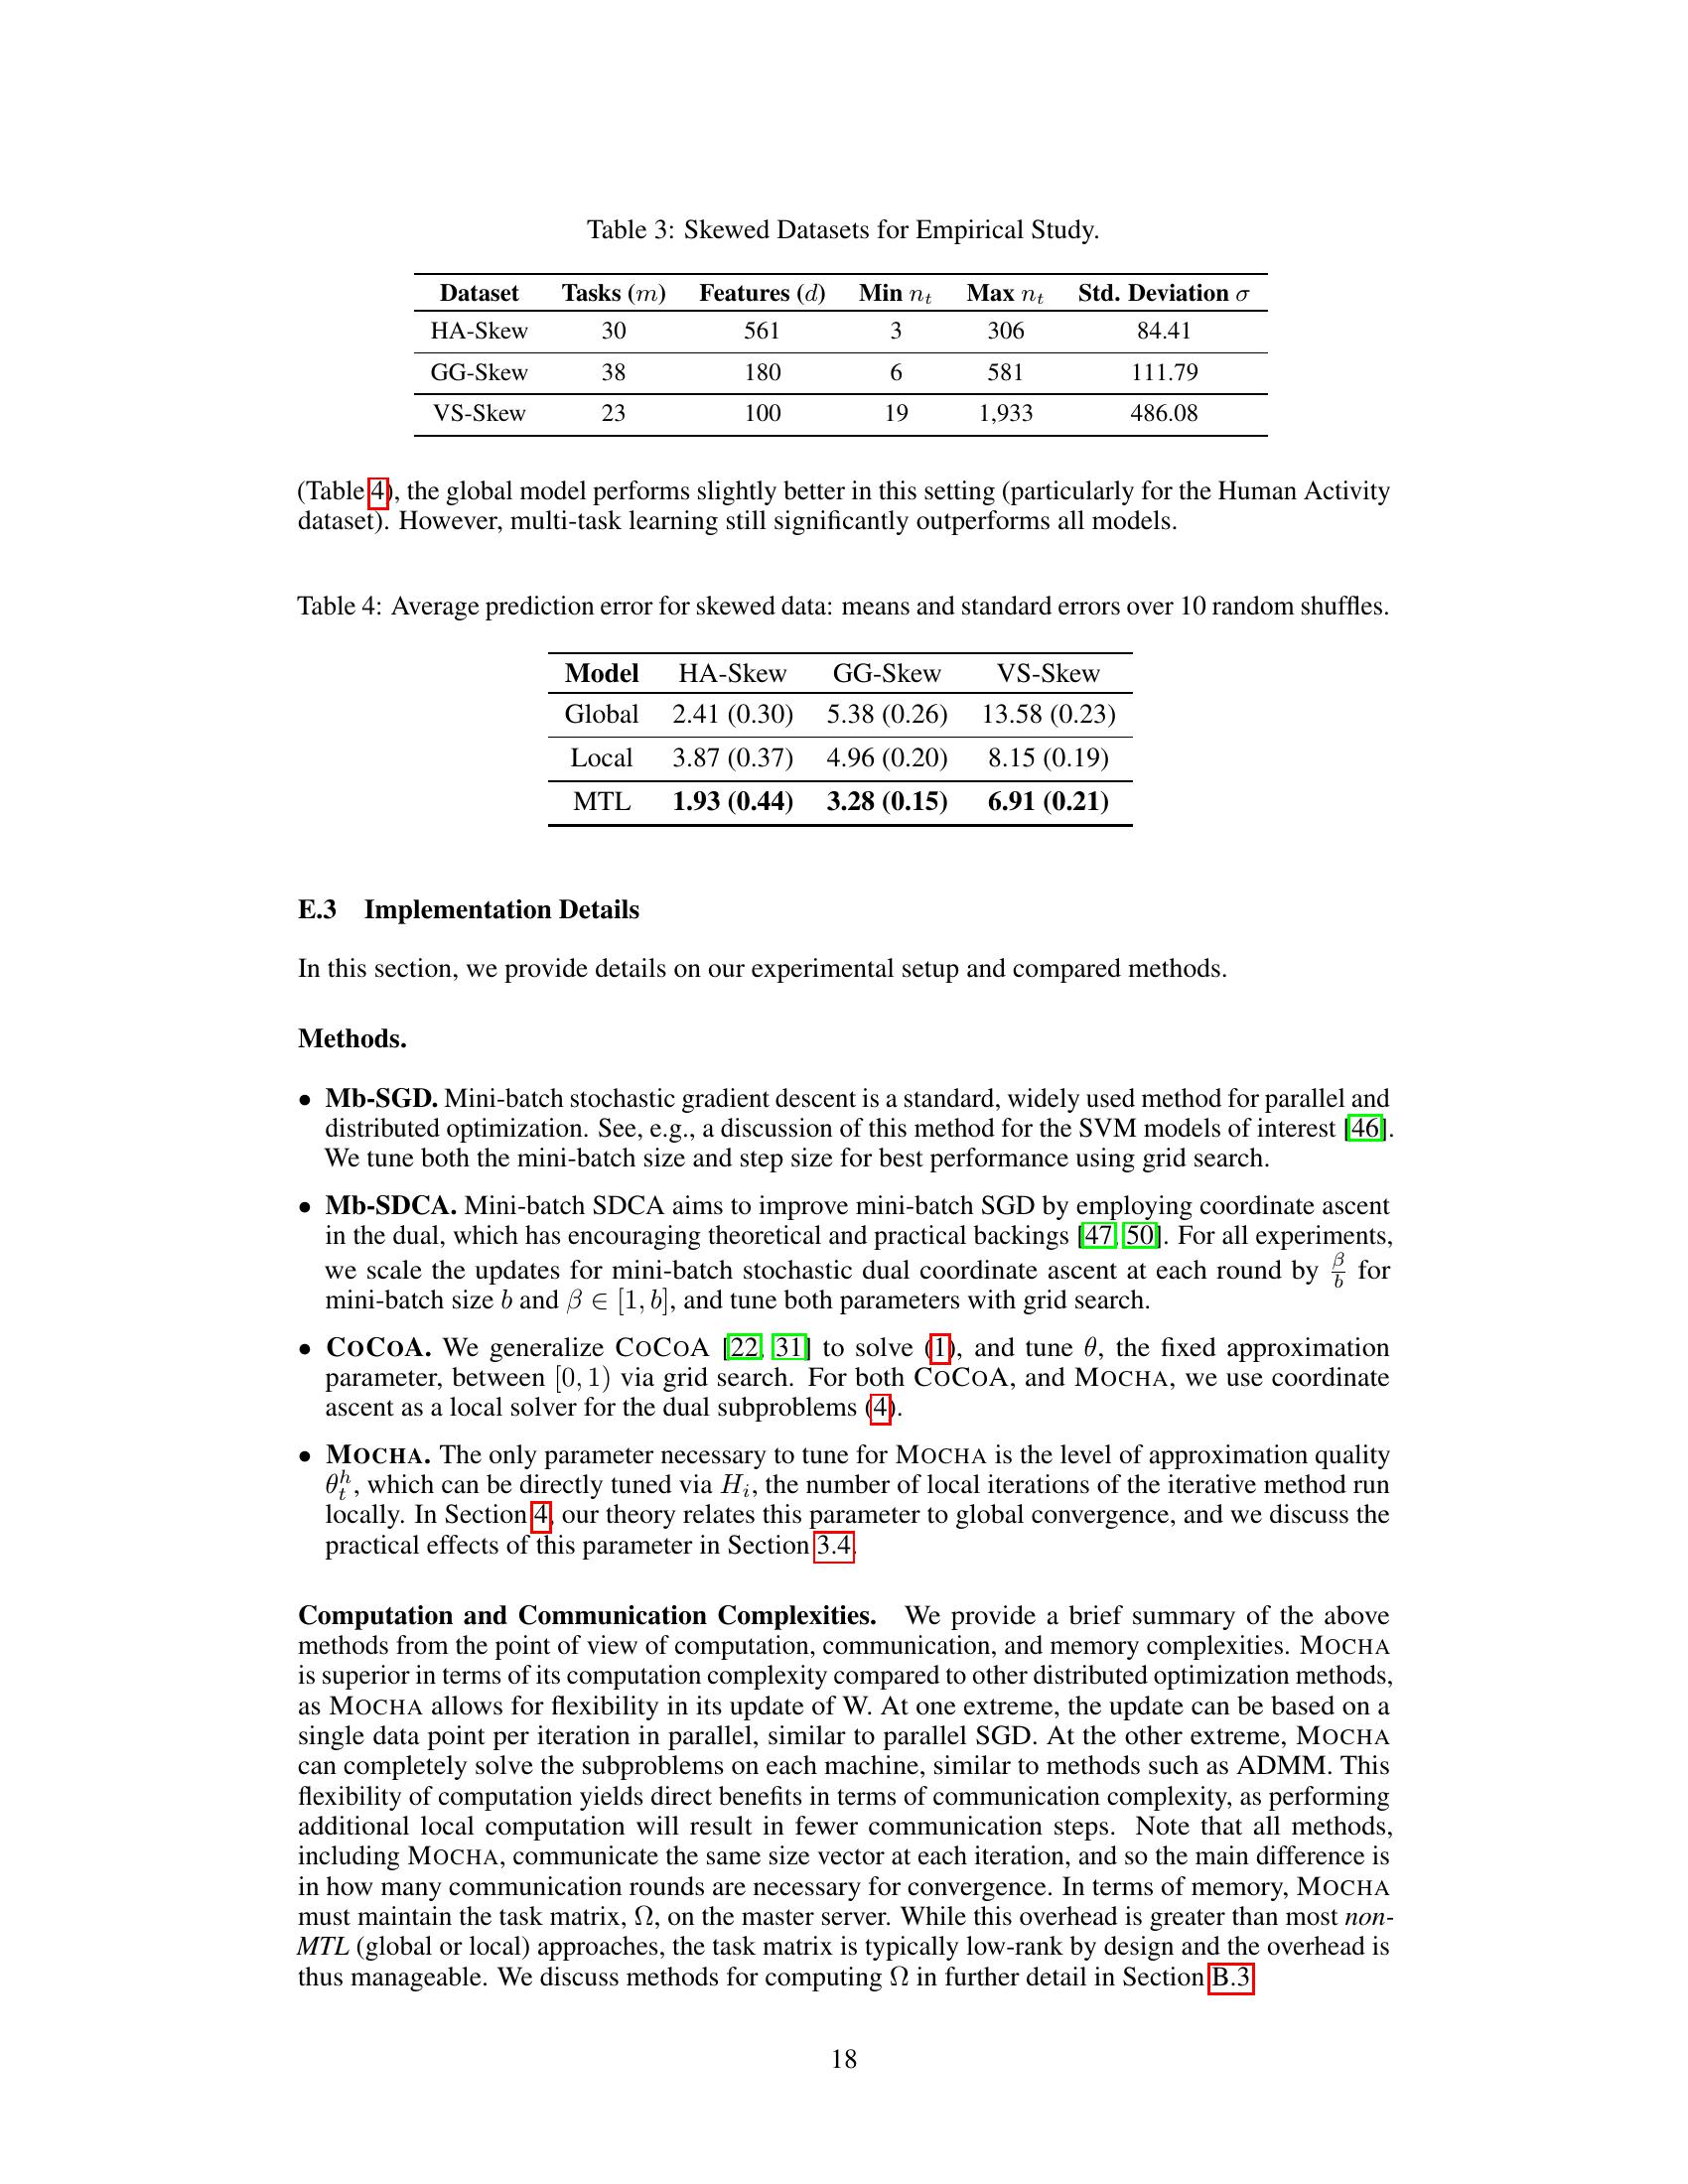 Table 3: Skewed Datasets for Empirical Study.
Dataset Tasks (m) Features (d) Min n_t Max n_t Std. Deviation σ
HA-Skew 30 561 3 306 84.41
GG-Skew 38 180 6 581 111.79
VS-Skew 23 100 19 1,933 486.08
(Table 4), the global model performs slightly better in this setting (particularly for the Human Activity
dataset). However, multi-task learning still significantly outperforms all models.
Table 4: Average prediction error for skewed data: means and standard errors over 10 random shuffles.
Model HA-Skew GG-Skew VS-Skew
Global 2.41 (0.30) 5.38 (0.26) 13.58 (0.23)
Local 3.87 (0.37) 4.96 (0.20) 8.15 (0.19)
MTL 1.93 (0.44) 3.28 (0.15) 6.91 (0.21)
E.3 Implementation Details
In this section, we provide details on our experimental setup and compared methods.
Methods.
• Mb-SGD. Mini-batch stochastic gradient descent is a standard, widely used method for parallel and
distributed optimization. See, e.g., a discussion of this method for the SVM models of interest [46].
We tune both the mini-batch size and step size for best performance using grid search.
• Mb-SDCA. Mini-batch SDCA aims to improve mini-batch SGD by employing coordinate ascent
in the dual, which has encouraging theoretical and practical backings [47, 50]. For all experiments,
we scale the updates for mini-batch stochastic dual coordinate ascent at each round by β/b for
mini-batch size b and β ∈ [1, b], and tune both parameters with grid search.
• COCOA. We generalize COCOA [22, 31] to solve (1), and tune θ, the fixed approximation
parameter, between [0, 1) via grid search. For both COCOA, and MOCHA, we use coordinate
ascent as a local solver for the dual subproblems (4).
• MOCHA. The only parameter necessary to tune for MOCHA is the level of approximation quality
θ_t^h, which can be directly tuned via H_i, the number of local iterations of the iterative method run
locally. In Section 4, our theory relates this parameter to global convergence, and we discuss the
practical effects of this parameter in Section 3.4.
Computation and Communication Complexities. We provide a brief summary of the above
methods from the point of view of computation, communication, and memory complexities. MOCHA
is superior in terms of its computation complexity compared to other distributed optimization methods,
as MOCHA allows for flexibility in its update of W. At one extreme, the update can be based on a
single data point per iteration in parallel, similar to parallel SGD. At the other extreme, MOCHA
can completely solve the subproblems on each machine, similar to methods such as ADMM. This
flexibility of computation yields direct benefits in terms of communication complexity, as performing
additional local computation will result in fewer communication steps. Note that all methods,
including MOCHA, communicate the same size vector at each iteration, and so the main difference is
in how many communication rounds are necessary for convergence. In terms of memory, MOCHA
must maintain the task matrix, Ω, on the master server. While this overhead is greater than most non-
MTL (global or local) approaches, the task matrix is typically low-rank by design and the overhead is
thus manageable. We discuss methods for computing Ω in further detail in Section B.3
18